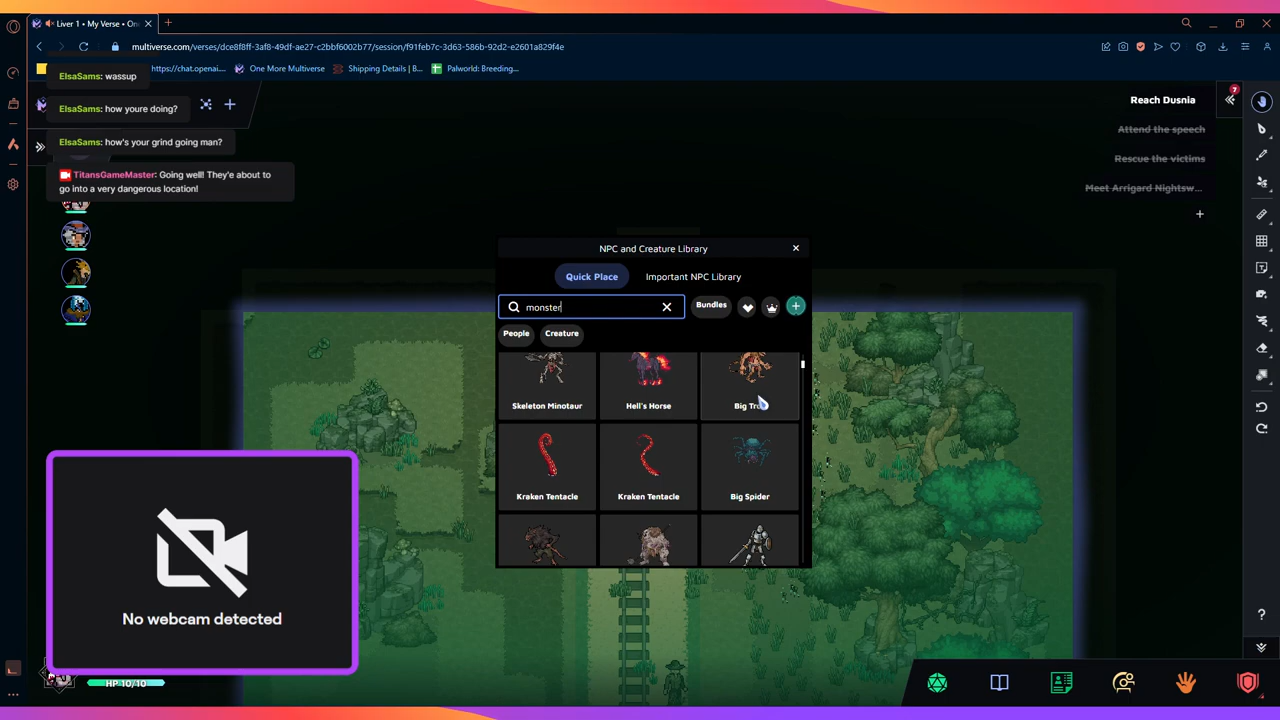 Liver 1 • My Verse • On
multiverse.com/verses/dce8f8ff-3af8-49df-ae27-c2bbf6002b77/session/f91feb7c-3d63-586b-92d2-e2601a829f4e
https://chat.openai....
One More Multiverse
Shipping Details | B...
Palworld: Breeding...
ElsaSams: wassup
ElsaSams: how youre doing?
ElsaSams: how's your grind going man?
TitansGameMaster: Going well! They'e about to
go into a very dangerous location!
7
Reach Dusnia
Attend the speech
Rescue the victims
Meet Arrigard Nightsw...
NPC and Creature Library
Quick Place
Important NPC Library
monster
Bundles
People
Creature
Skeleton Minotaur
Hell's Horse
Big Tro
Kraken Tentacle
Kraken Tentacle
Big Spider
No webcam detected
HP 10/10